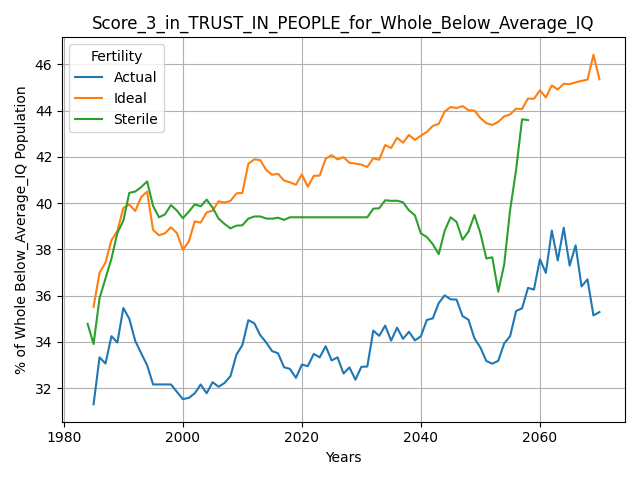 Score_3_in_TRUST_IN_PEOPLE_for_Whole_Below_Average_IQ
Fertility
Actual
Ideal
Sterile
% of Whole Below_Average_IQ Population
46
44
42
40
38
36
34
32
1980
2000
2020
2040
2060
Years